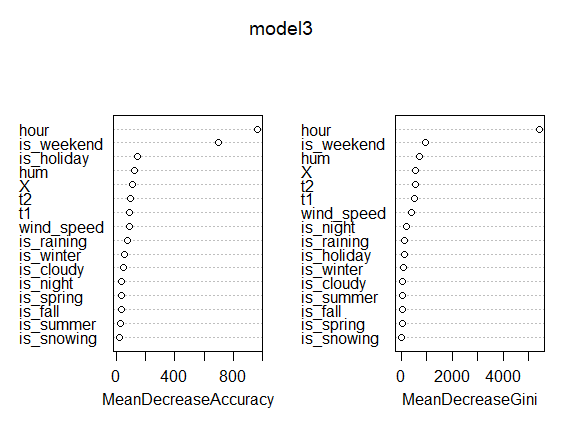 model3
hour
is_weekend
is_holiday
hum
X
t2
t1
wind_speed
is_raining
is_winter
is_cloudy
is_night
is_spring
is_fall
is_summer
is_snowing
0 400 800
MeanDecreaseAccuracy
hour
is_weekend
hum
X
t2
t1
wind_speed
is_night
is_raining
is_holiday
is_winter
is_cloudy
is_summer
is_fall
is_spring
is_snowing
0 2000 4000
MeanDecreaseGini